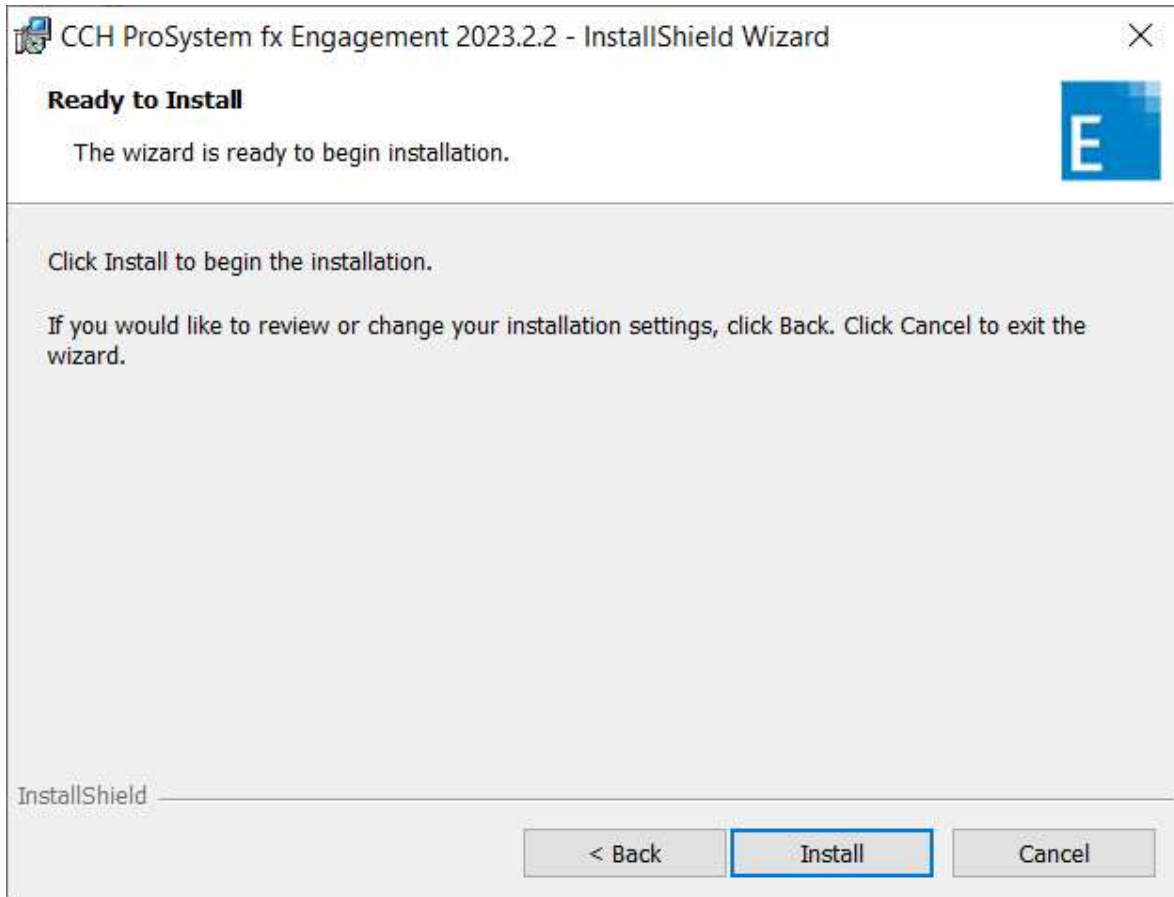 CCH ProSystem fx Engagement 2023.2.2 - InstallShield Wizard
Ready to Install
The wizard is ready to begin installation.
E
Click Install to begin the installation.
If you would like to review or change your installation settings, click Back. Click Cancel to exit the
wizard.
InstallShield
< Back
Install
Cancel